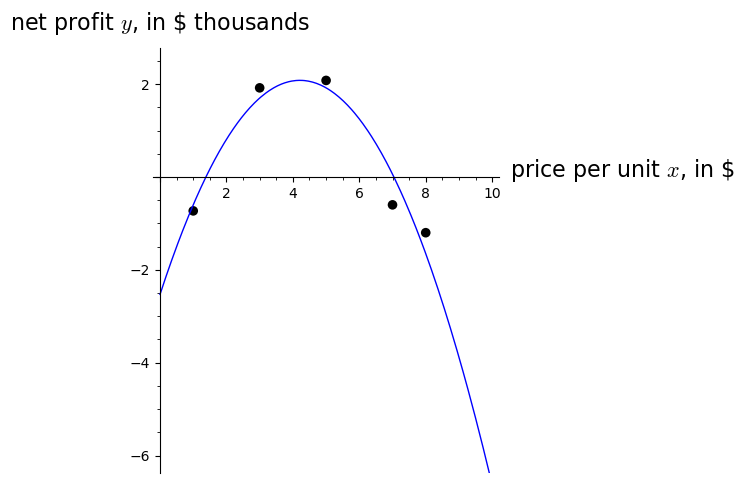 net profit y, in $ thousands
2
price per unit x, in $
2 4 6 8 10
−2
−4
−6